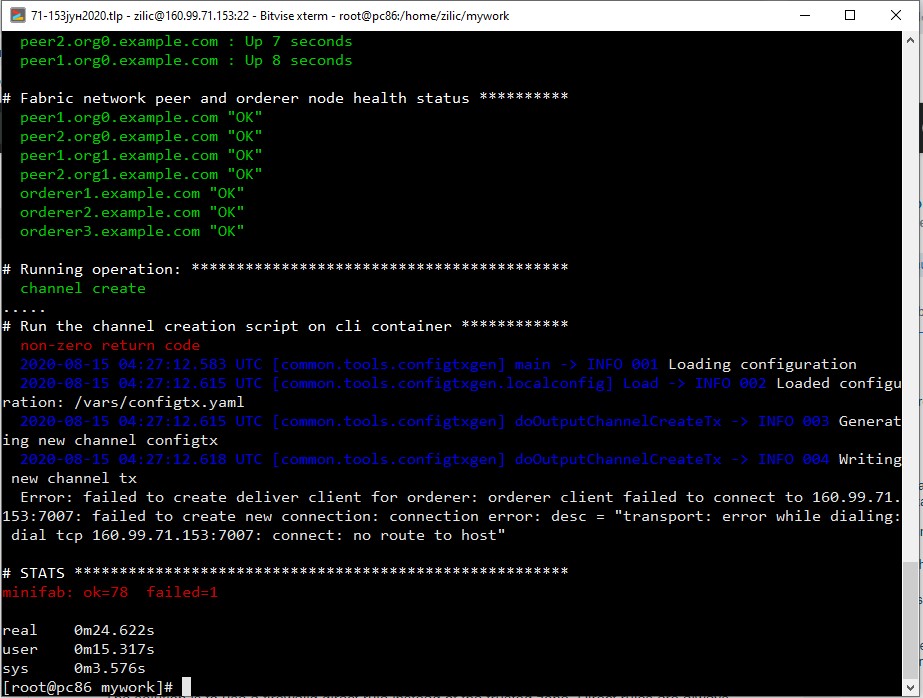 71-153јун2020.tlp - zilic@160.99.71.153:22 - Bitvise xterm - root@pc86:/home/zilic/mywork
peer2.org0.example.com : Up 7 seconds
peer1.org0.example.com : Up 8 seconds
# Fabric network peer and orderer node health status **********
peer1.org0.example.com "OK"
peer2.org0.example.com "OK"
peer1.org1.example.com "OK"
peer2.org1.example.com "OK"
orderer1.example.com "OK"
orderer2.example.com "OK"
orderer3.example.com "OK"
# Running operation: ******************************************
channel create
.....
# Run the channel creation script on cli container ************
non-zero return code
2020-08-15 04:27:12.583 UTC [common.tools.configtxgen] main -> INFO 001 Loading configuration
2020-08-15 04:27:12.615 UTC [common.tools.configtxgen.localconfig] Load -> INFO 002 Loaded configu
ration: /vars/configtx.yaml
2020-08-15 04:27:12.615 UTC [common.tools.configtxgen] doOutputChannelCreateTx -> INFO 003 Generat
ing new channel configtx
2020-08-15 04:27:12.618 UTC [common.tools.configtxgen] doOutputChannelCreateTx -> INFO 004 Writing
new channel tx
Error: failed to create deliver client for orderer: orderer client failed to connect to 160.99.71.
153:7007: failed to create new connection: connection error: desc = "transport: error while dialing:
dial tcp 160.99.71.153:7007: connect: no route to host"
# STATS *******************************************************
minifab: ok=78 failed=1
real 0m24.622s
user 0m15.317s
sys 0m3.576s
[root@pc86 mywork]#